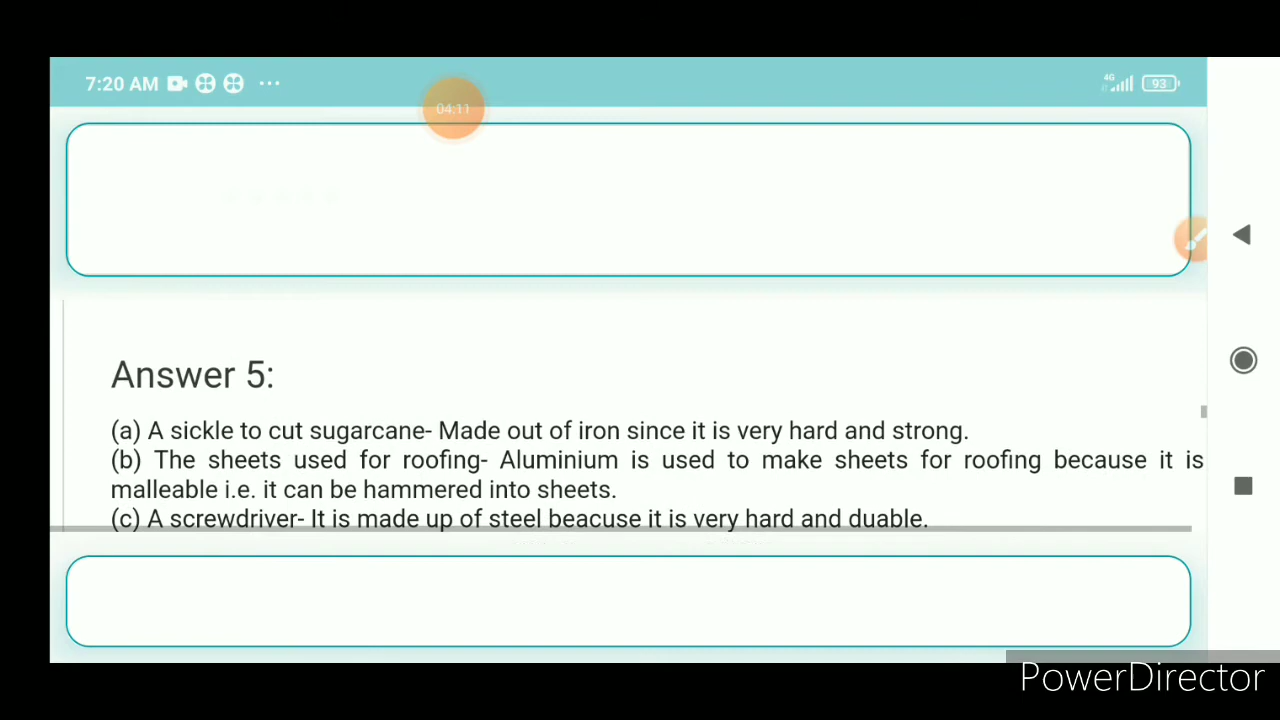 7:20 AM ...
04:11
4G
93
Answer 5:
(a) A sickle to cut sugarcane- Made out of iron since it is very hard and strong.
(b) The sheets used for roofing- Aluminium is used to make sheets for roofing because it is
malleable i.e. it can be hammered into sheets.
(c) A screwdriver- It is made up of steel beacuse it is very hard and duable.
PowerDirector